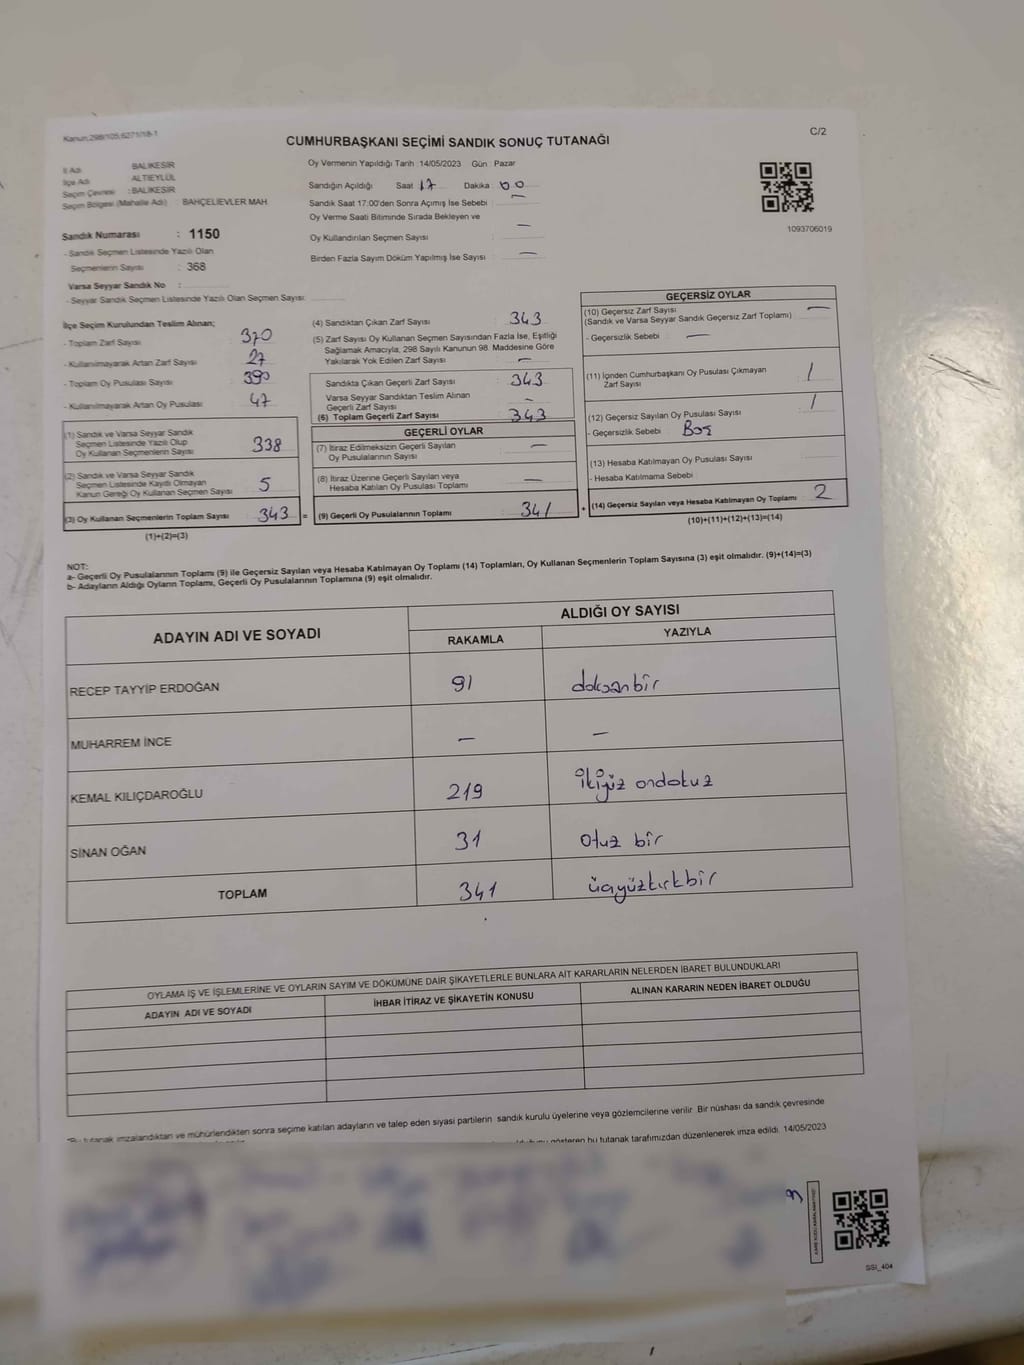 Kanun:298/105,6271/18-1
C/2
CUMHURBAŞKANI SEÇİMİ SANDIK SONUÇ TUTANAĞI
İl Adı BALIKESİR
İlçe Adı ALTIEYLÜL
Seçim Çevresi : BALIKESİR
Seçim Bölgesi (Mahalle Adı) : BAHÇELİEVLER MAH
Sandık Numarası : 1150
- Sandık Seçmen Listesinde Yazılı Olan
Seçmenlerin Sayısı : 368
Varsa Seyyar Sandık No :
- Seyyar Sandık Seçmen Listesinde Yazılı Olan Seçmen Sayısı:
Oy Vermenin Yapıldığı Tarih : 14/05/2023 Gün : Pazar
Sandığın Açıldığı Saat 17 Dakika 00
Sandık Saat 17.00'den Sonra Açımış İse Sebebi : —
Oy Verme Saati Bitiminde Sırada Bekleyen ve
Oy Kullandırılan Seçmen Sayısı : —
Birden Fazla Sayım Döküm Yapılmış İse Sayısı : —
1093706019
İlçe Seçim Kurulundan Teslim Alınan;
- Toplam Zarf Sayısı : 370
- Kullanılmayarak Artan Zarf Sayısı : 27
- Toplam Oy Pusulası Sayısı : 390
- Kullanılmayarak Artan Oy Pusulası : 47
(1) Sandık ve Varsa Seyyar Sandık
Seçmen Listesinde Yazılı Olup
Oy Kullanan Seçmenlerin Sayısı 338
(2) Sandık ve Varsa Seyyar Sandık
Seçmen Listesinde Kayıtlı Olmayan
Kanun Gereği Oy Kullanan Seçmen Sayısı 5
(3) Oy Kullanan Seçmenlerin Toplam Sayısı 343 =
(1)+(2)=(3)
(4) Sandıktan Çıkan Zarf Sayısı : 343
(5) Zarf Sayısı Oy Kullanan Seçmen Sayısından Fazla İse, Eşitliği
Sağlamak Amacıyla, 298 Sayılı Kanunun 98. Maddesine Göre
Yakılarak Yok Edilen Zarf Sayısı : —
Sandıkta Çıkan Geçerli Zarf Sayısı : 343
Varsa Seyyar Sandıktan Teslim Alınan
Geçerli Zarf Sayısı : —
(6) Toplam Geçerli Zarf Sayısı : 343
GEÇERLİ OYLAR
(7) İtiraz Edilmeksizin Geçerli Sayılan
Oy Pusulalarının Sayısı —
(8) İtiraz Üzerine Geçerli Sayılan veya
Hesaba Katılan Oy Pusulası Toplamı —
(9) Geçerli Oy Pusulalarının Toplamı 341 +
GEÇERSİZ OYLAR
(10) Geçersiz Zarf Sayısı : —
(Sandık ve Varsa Seyyar Sandık Geçersiz Zarf Toplamı)
- Geçersizlik Sebebi : —
(11) İçinden Cumhurbaşkanı Oy Pusulası Çıkmayan
Zarf Sayısı 1
(12) Geçersiz Sayılan Oy Pusulası Sayısı : 1
- Geçersizlik Sebebi : Boş
(13) Hesaba Katılmayan Oy Pusulası Sayısı :
- Hesaba Katılmama Sebebi :
(14) Geçersiz Sayılan veya Hesaba Katılmayan Oy Toplamı 2
(10)+(11)+(12)+(13)=(14)
NOT:
a- Geçerli Oy Pusulalarının Toplamı (9) ile Geçersiz Sayılan veya Hesaba Katılmayan Oy Toplamı (14) Toplamları, Oy Kullanan Seçmenlerin Toplam Sayısına (3) eşit olmalıdır. (9)+(14)=(3)
b- Adayların Aldığı Oyların Toplamı, Geçerli Oy Pusulalarının Toplamına (9) eşit olmalıdır.
ADAYIN ADI VE SOYADI ALDIĞI OY SAYISI
RAKAMLA YAZIYLA
RECEP TAYYİP ERDOĞAN 91 doksanbir
MUHARREM İNCE — —
KEMAL KILIÇDAROĞLU 219 ikiyüz ondokuz
SİNAN OĞAN 31 Otuz bir
TOPLAM 341 üçyüzkırkbir
OYLAMA İŞ VE İŞLEMLERİNE VE OYLARIN SAYIM VE DÖKÜMÜNE DAİR ŞİKAYETLERLE BUNLARA AİT KARARLARIN NELERDEN İBARET BULUNDUKLARI
ADAYIN ADI VE SOYADI İHBAR İTİRAZ VE ŞİKAYETİN KONUSU ALINAN KARARIN NEDEN İBARET OLDUĞU
tutanak imzalandıktan ve mühürlendikten sonra seçime katılan adayların ve talep eden siyasi partilerin sandık kurulu üyelerine veya gözlemcilerine verilir. Bir nüshası da sandık çevresinde
gösteren bu tutanak tarafımızdan düzenlenerek imza edildi. 14/05/2023
SSI_404